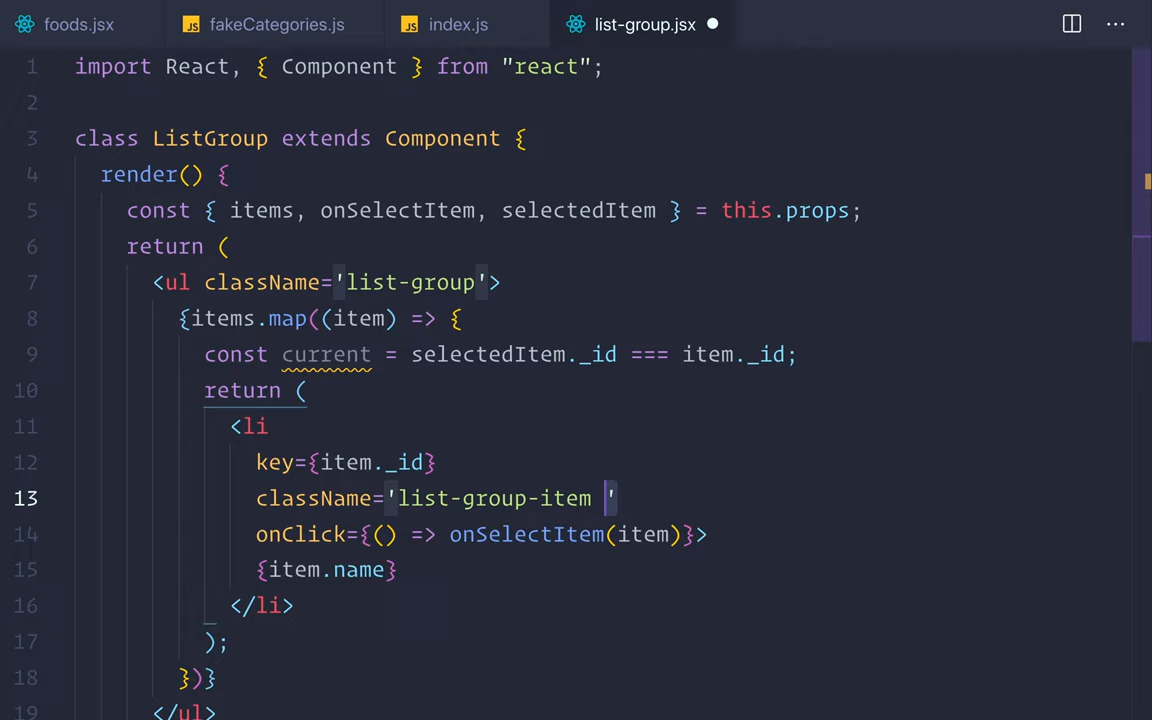 foods.jsx JS fakeCategories.js JS index.js list-group.jsx
1 import React, { Component } from "react";
2
3 class ListGroup extends Component {
4 render() {
5 const { items, onSelectItem, selectedItem } = this.props;
6 return (
7 <ul className='list-group'>
8 {items.map((item) => {
9 const current = selectedItem._id === item._id;
10 return (
11 <li
12 key={item._id}
13 className='list-group-item '
14 onClick={() => onSelectItem(item)}>
15 {item.name}
16 </li>
17 );
18 })}
19 </ul>